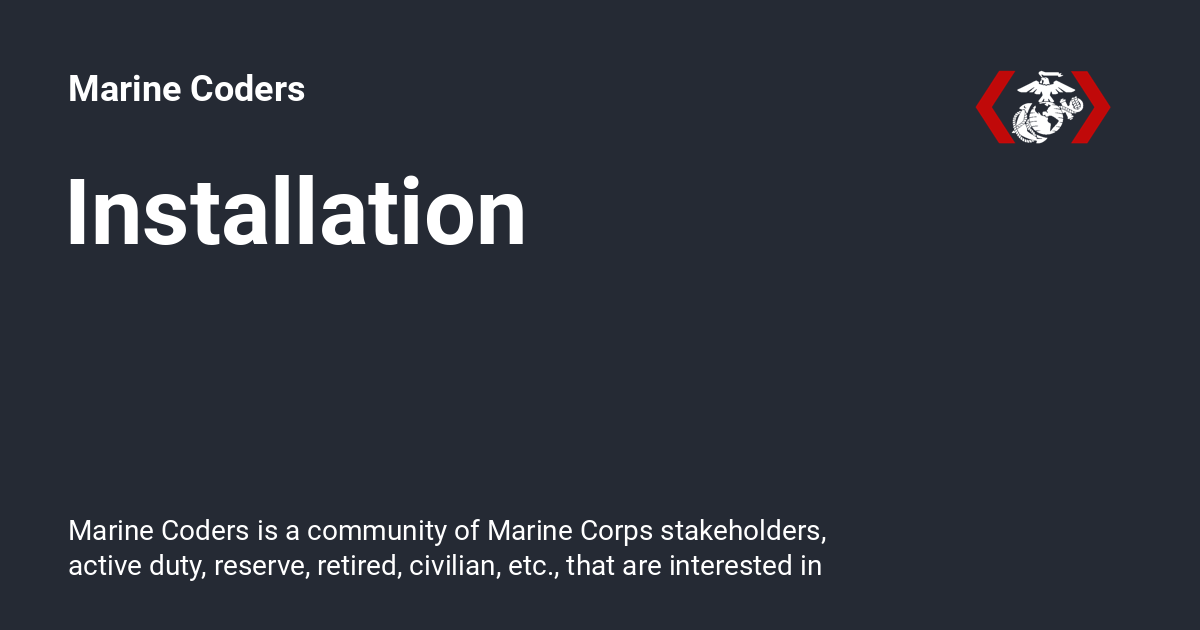 Marine Coders
Installation
Marine Coders is a community of Marine Corps stakeholders,
active duty, reserve, retired, civilian, etc., that are interested in